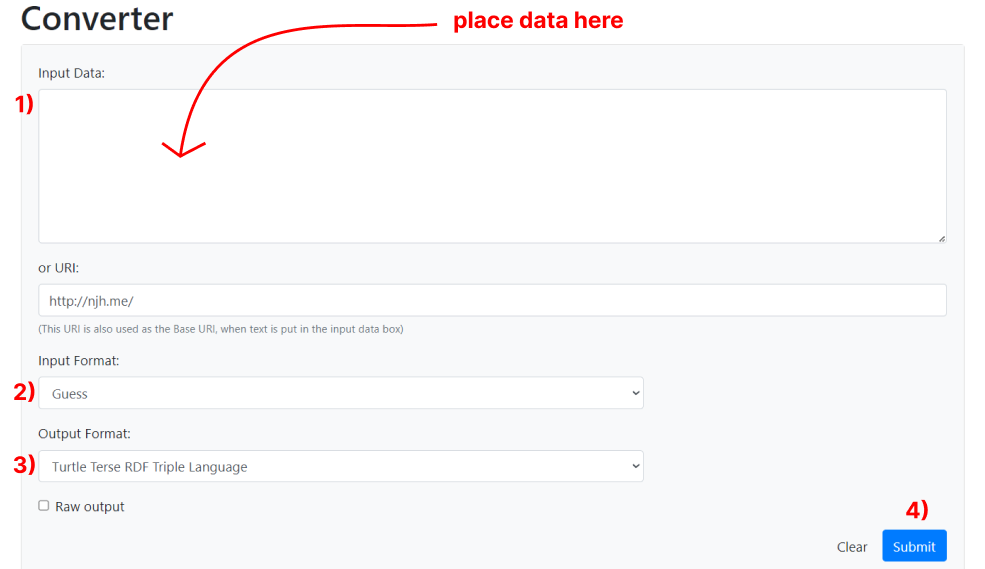 Converter
place data here
Input Data:
1)
or URI:
http://njh.me/
(This URI is also used as the Base URI, when text is put in the input data box)
Input Format:
2) Guess
Output Format:
3) Turtle Terse RDF Triple Language
Raw output
4)
Clear Submit